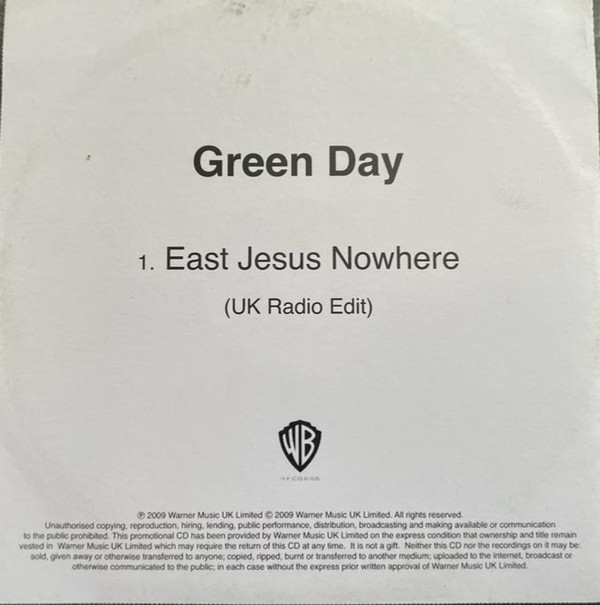 Green Day
1. East Jesus Nowhere
(UK Radio Edit)
WB
RECORDS
℗ 2009 Warner Music UK Limited © 2009 Warner Music UK Limited. All rights reserved.
Unauthorised copying, reproduction, hiring, lending, public performance, distribution, broadcasting and making available or communication
to the public prohibited. This promotional CD has been provided by Warner Music UK Limited on the express condition that ownership and title remain
vested in Warner Music UK Limited which may require the return of this CD at any time. It is not a gift. Neither this CD nor the recordings on it may be:
sold, given away or otherwise transferred to anyone; copied, ripped, burnt or transferred to another medium; uploaded to the internet, broadcast or
otherwise communicated to the public; in each case without the express prior written approval of Warner Music UK Limited.